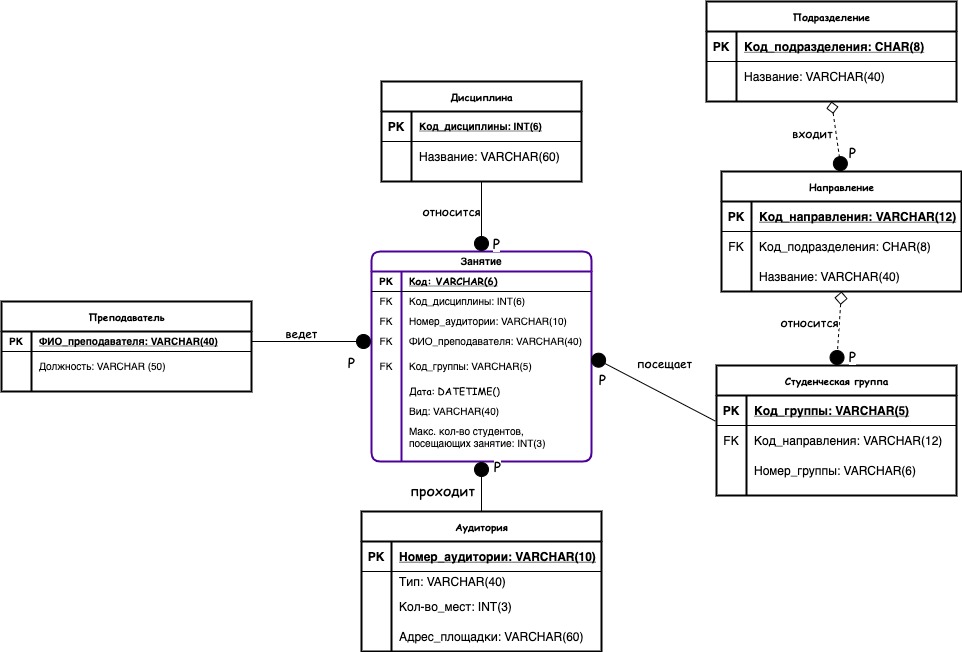 Подразделение
PK Код_подразделения: CHAR(8)
Название: VARCHAR(40)
входит
P
Дисциплина
PK Код_дисциплины: INT(6)
Название: VARCHAR(60)
относится
P
Направление
PK Код_направления: VARCHAR(12)
FK Код_подразделения: CHAR(8)
Название: VARCHAR(40)
относится
P
Занятие
PK Код: VARCHAR(6)
FK Код_дисциплины: INT(6)
FK Номер_аудитории: VARCHAR(10)
FK ФИО_преподавателя: VARCHAR(40)
FK Код_группы: VARCHAR(5)
Дата: DATETIME()
Вид: VARCHAR(40)
Макс. кол-во студентов,
посещающих занятие: INT(3)
Преподаватель
PK ФИО_преподавателя: VARCHAR(40)
Должность: VARCHAR (50)
ведет
P
посещает
P
Студенческая группа
PK Код_группы: VARCHAR(5)
FK Код_направления: VARCHAR(12)
Номер_группы: VARCHAR(6)
P
проходит
Аудитория
PK Номер_аудитории: VARCHAR(10)
Тип: VARCHAR(40)
Кол-во_мест: INT(3)
Адрес_площадки: VARCHAR(60)